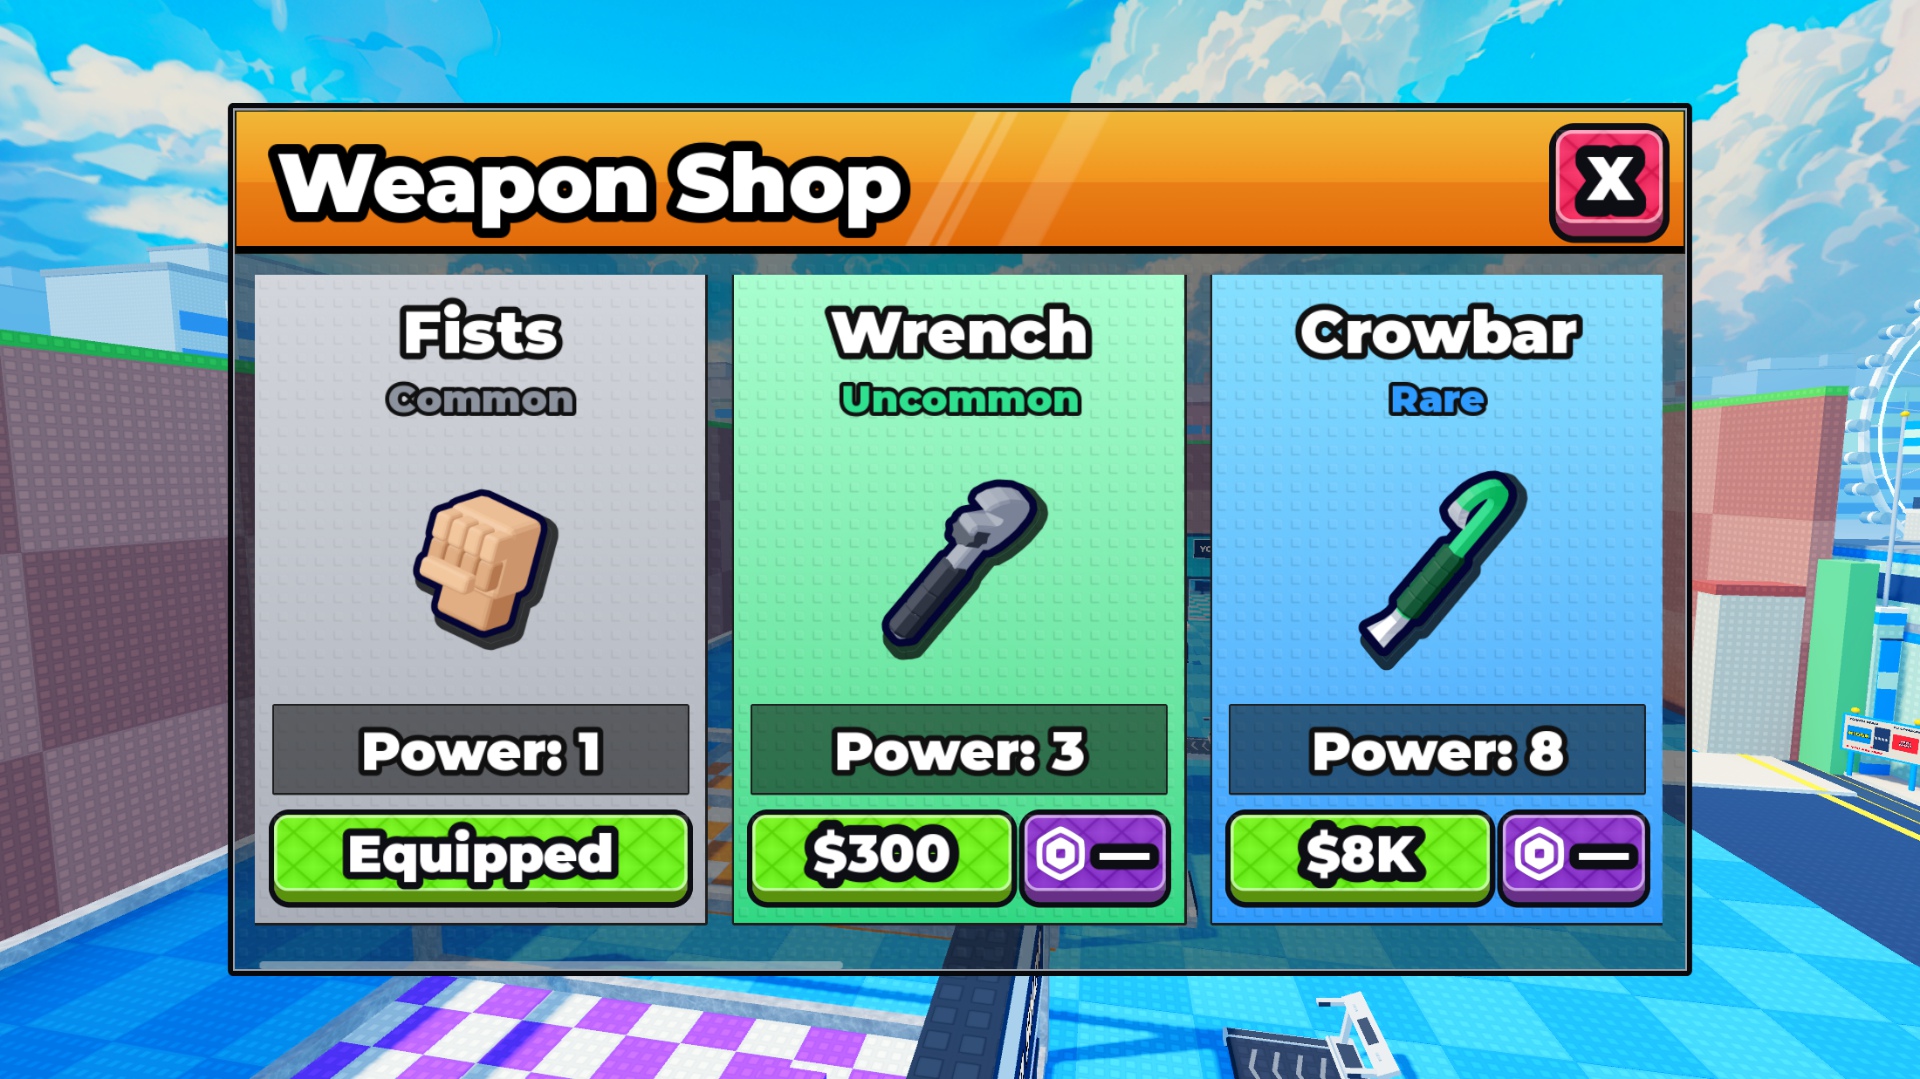 Weapon Shop
X
Fists
Common
Power: 1
Equipped
Wrench
Uncommon
Power: 3
$300
—
Crowbar
Rare
Power: 8
$8K
—